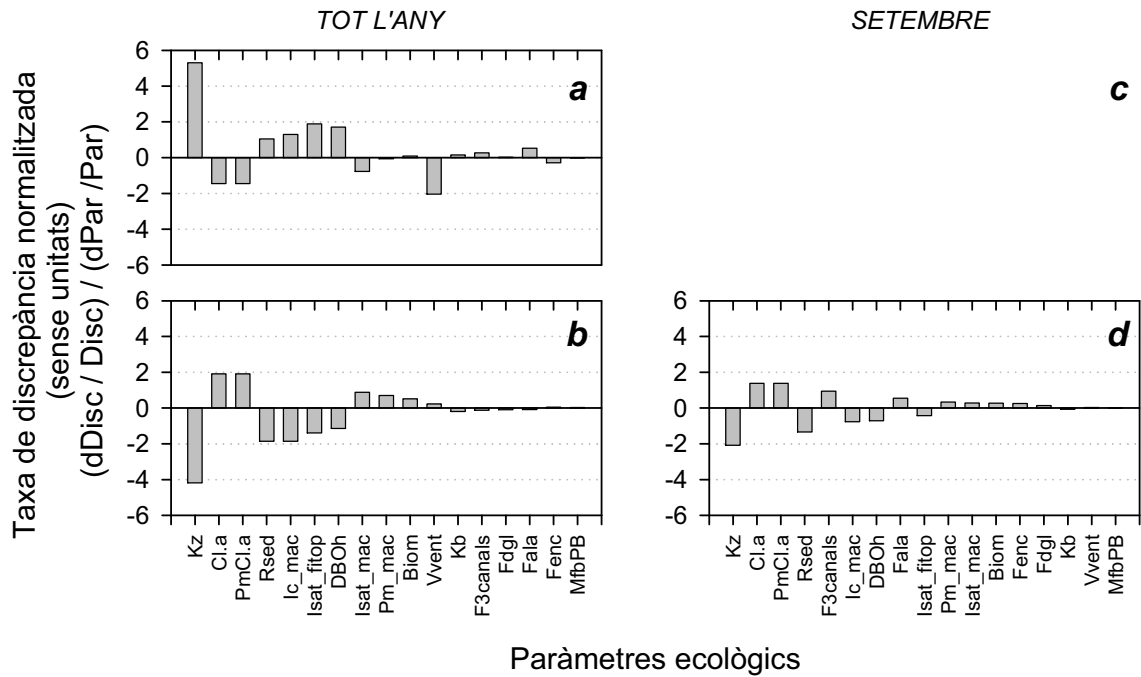 TOT L'ANY
SETEMBRE
Taxa de discrepància normalitzada
(sense unitats)
(dDisc / Disc) / (dPar /Par)
6
4
2
0
-2
-4
-6
a
c
6
4
2
0
-2
-4
-6
b
6
4
2
0
-2
-4
-6
d
Kz
Cl.a
PmCl.a
Rsed
Ic_mac
Isat_fitop
DBOh
Isat_mac
Pm_mac
Biom
Vvent
Kb
F3canals
Fdgl
Fala
Fenc
MfbPB
Kz
Cl.a
PmCl.a
Rsed
F3canals
Ic_mac
DBOh
Fala
Isat_fitop
Pm_mac
Isat_mac
Biom
Fenc
Fdgl
Kb
Vvent
MfbPB
Paràmetres ecològics